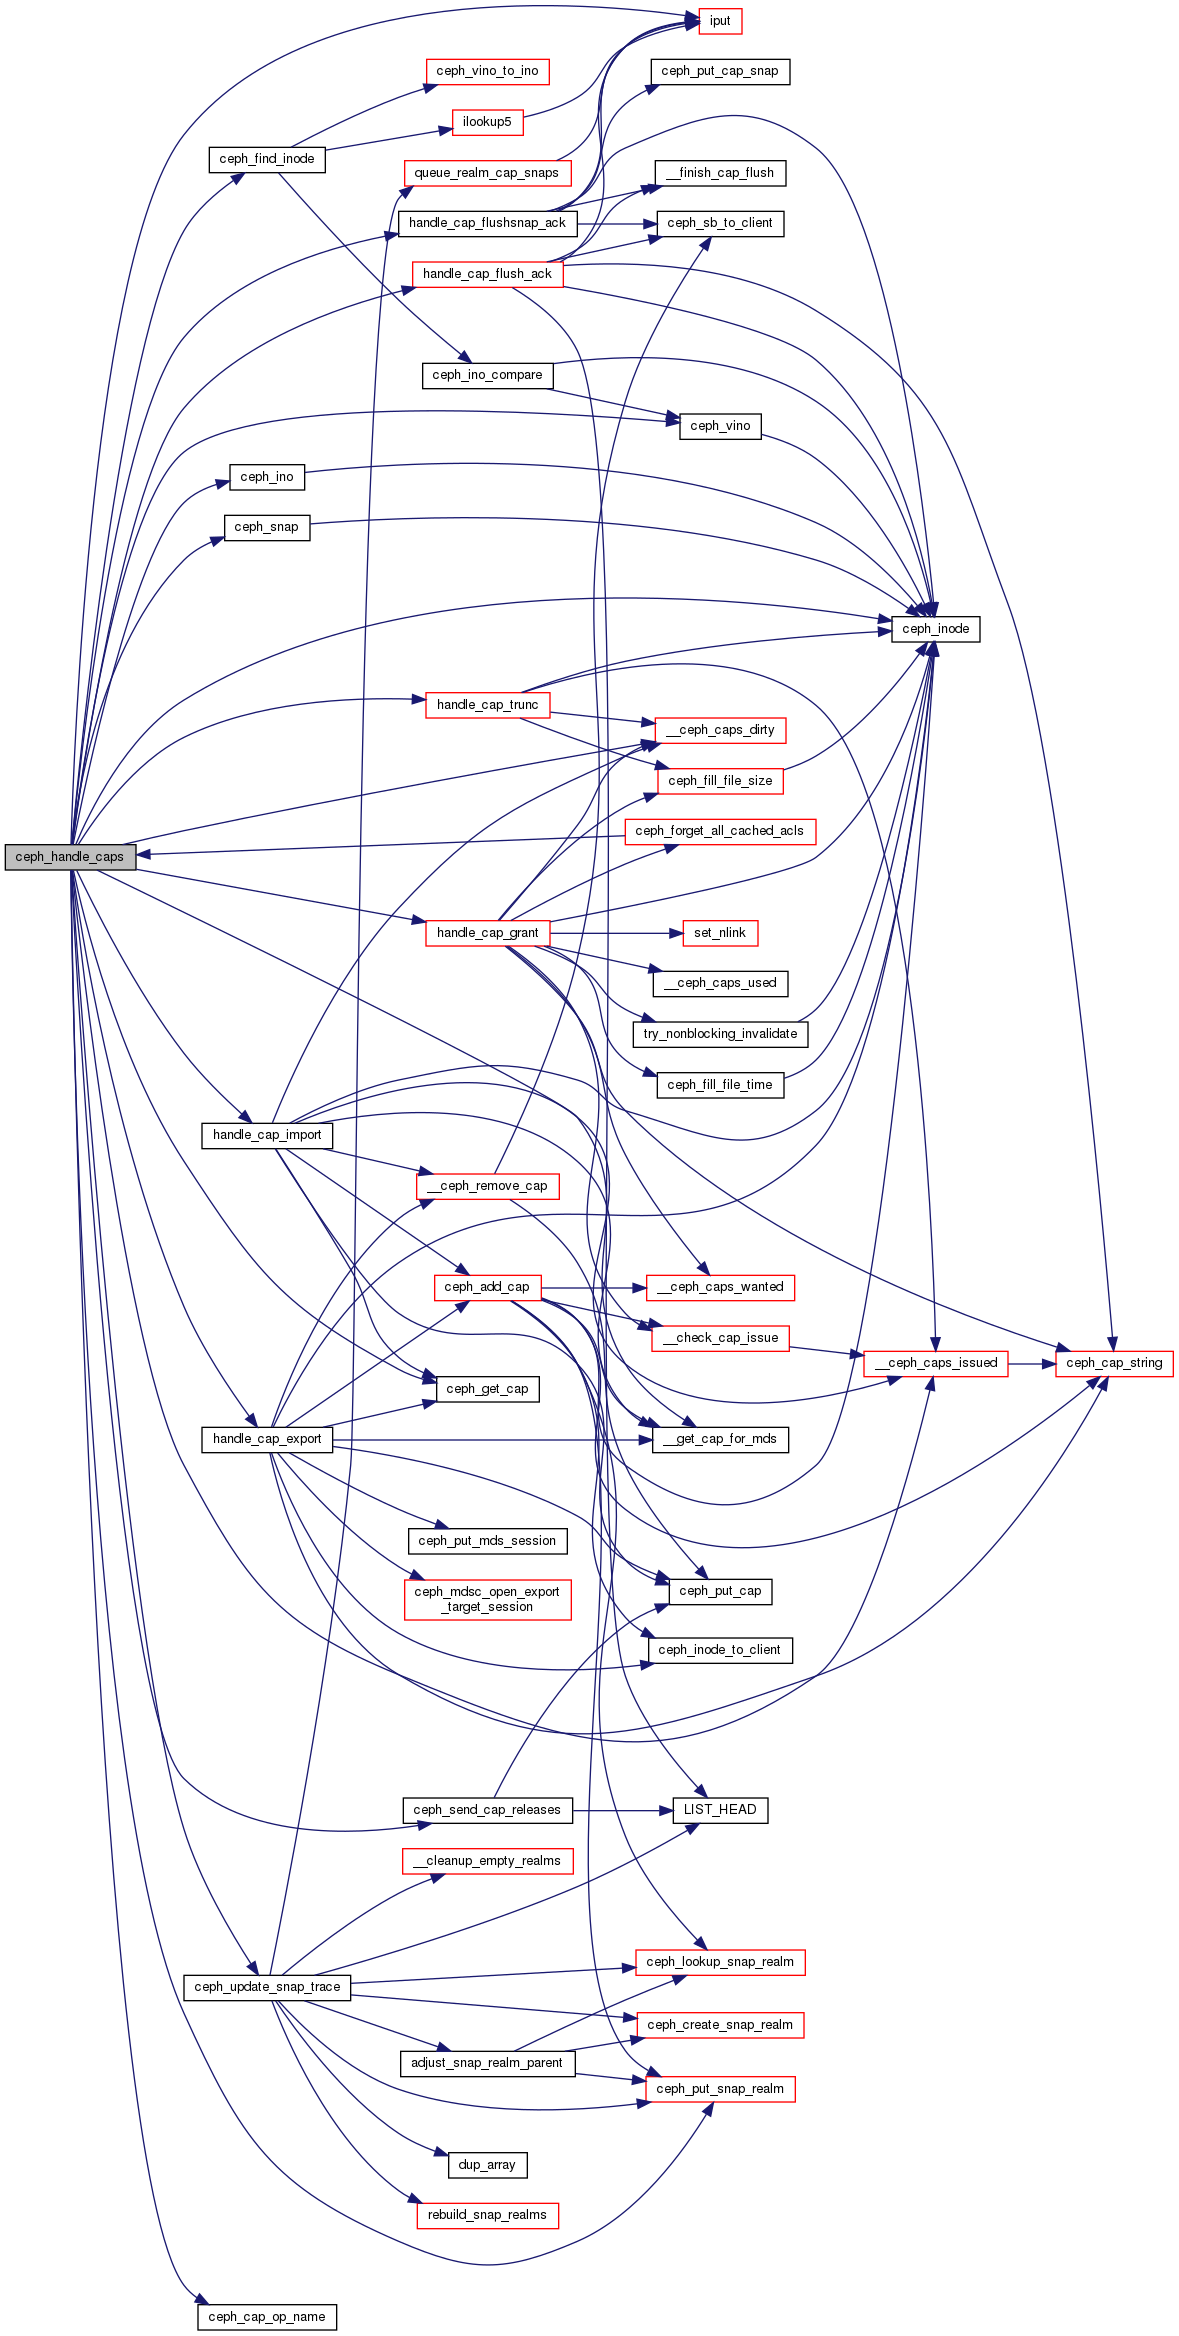 iput
ceph_vino_to_ino
ceph_put_cap_snap
ilookup5
ceph_find_inode
queue_realm_cap_snaps
__finish_cap_flush
handle_cap_flushsnap_ack
ceph_sb_to_client
handle_cap_flush_ack
ceph_ino_compare
ceph_vino
ceph_ino
ceph_snap
ceph_inode
handle_cap_trunc
__ceph_caps_dirty
ceph_fill_file_size
ceph_forget_all_cached_acls
ceph_handle_caps
handle_cap_grant
set_nlink
__ceph_caps_used
try_nonblocking_invalidate
ceph_fill_file_time
handle_cap_import
__ceph_remove_cap
ceph_add_cap
__ceph_caps_wanted
__check_cap_issue
__ceph_caps_issued
ceph_cap_string
ceph_get_cap
handle_cap_export
__get_cap_for_mds
ceph_put_mds_session
ceph_mdsc_open_export
_target_session
ceph_put_cap
ceph_inode_to_client
ceph_send_cap_releases
LIST_HEAD
__cleanup_empty_realms
ceph_lookup_snap_realm
ceph_update_snap_trace
ceph_create_snap_realm
adjust_snap_realm_parent
ceph_put_snap_realm
dup_array
rebuild_snap_realms
ceph_cap_op_name